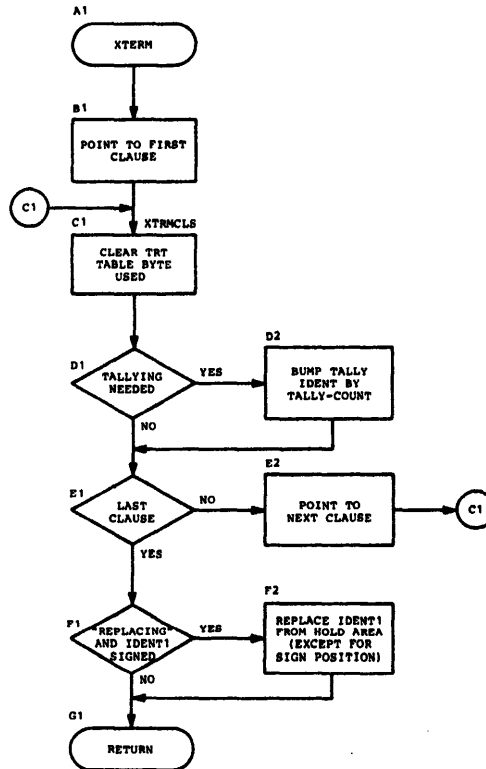 A1
XTERM
B1
POINT TO FIRST
CLAUSE
C1
C1
XTRMCLS
CLEAR TRT
TABLE BYTE
USED
D1
TALLYING
NEEDED
YES
NO
D2
BUMP TALLY
IDENT BY
TALLY-COUNT
E1
LAST
CLAUSE
NO
YES
E2
POINT TO
NEXT CLAUSE
C1
F1
"REPLACING"
AND IDENT1
SIGNED
YES
NO
F2
REPLACE IDENT1
FROM HOLD AREA
(EXCEPT FOR
SIGN POSITION)
G1
RETURN